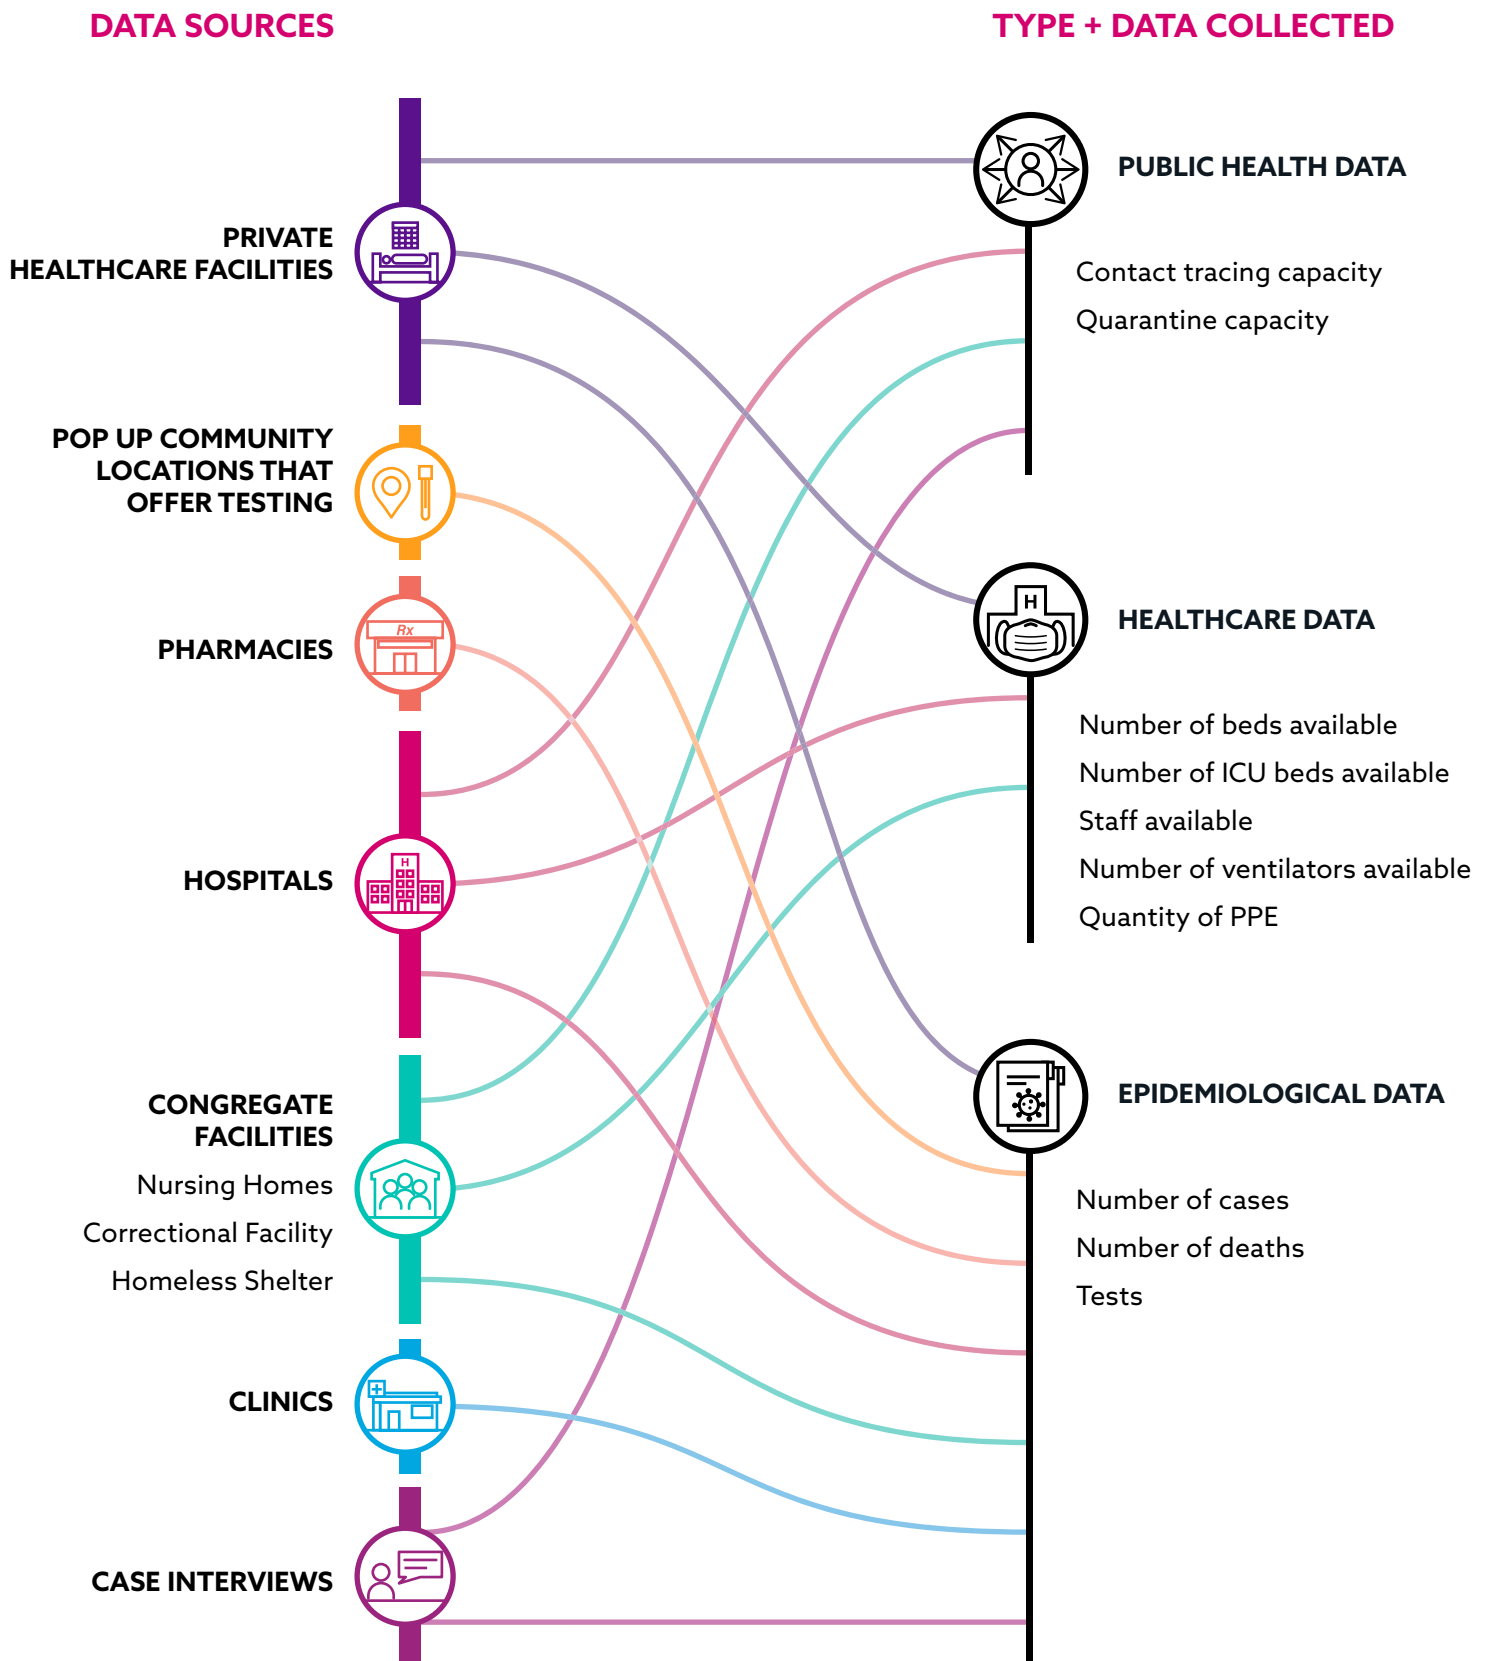 DATA SOURCES
TYPE + DATA COLLECTED
PRIVATE
HEALTHCARE FACILITIES
POP UP COMMUNITY
LOCATIONS THAT
OFFER TESTING
PHARMACIES
Rx
HOSPITALS
H
CONGREGATE
FACILITIES
Nursing Homes
Correctional Facility
Homeless Shelter
CLINICS
CASE INTERVIEWS
PUBLIC HEALTH DATA
Contact tracing capacity
Quarantine capacity
H
HEALTHCARE DATA
Number of beds available
Number of ICU beds available
Staff available
Number of ventilators available
Quantity of PPE
EPIDEMIOLOGICAL DATA
Number of cases
Number of deaths
Tests